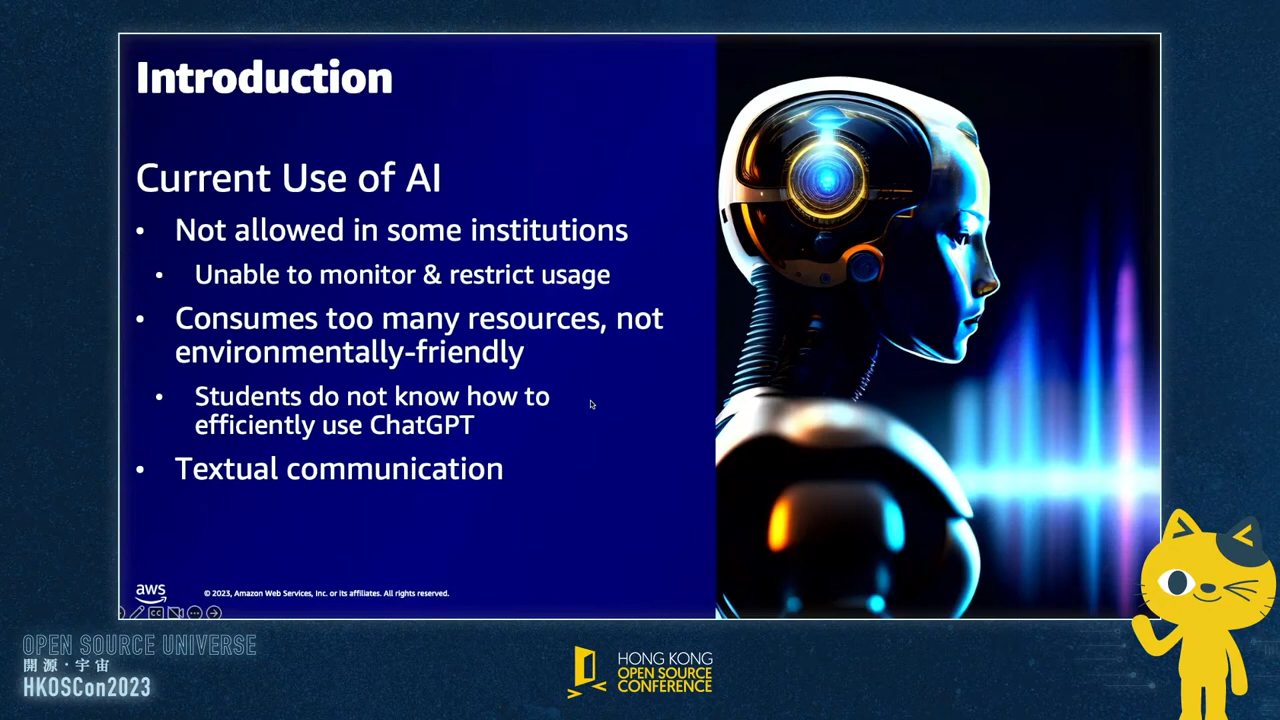 Introduction
Current Use of AI
• Not allowed in some institutions
• Unable to monitor & restrict usage
• Consumes too many resources, not
environmentally-friendly
• Students do not know how to
efficiently use ChatGPT
• Textual communication
aws
© 2023, Amazon Web Services, Inc. or its affiliates. All rights reserved.
CC
OPEN SOURCE UNIVERSE
開源·宇宙
HKOSCon2023
HONG KONG
OPEN SOURCE
CONFERENCE